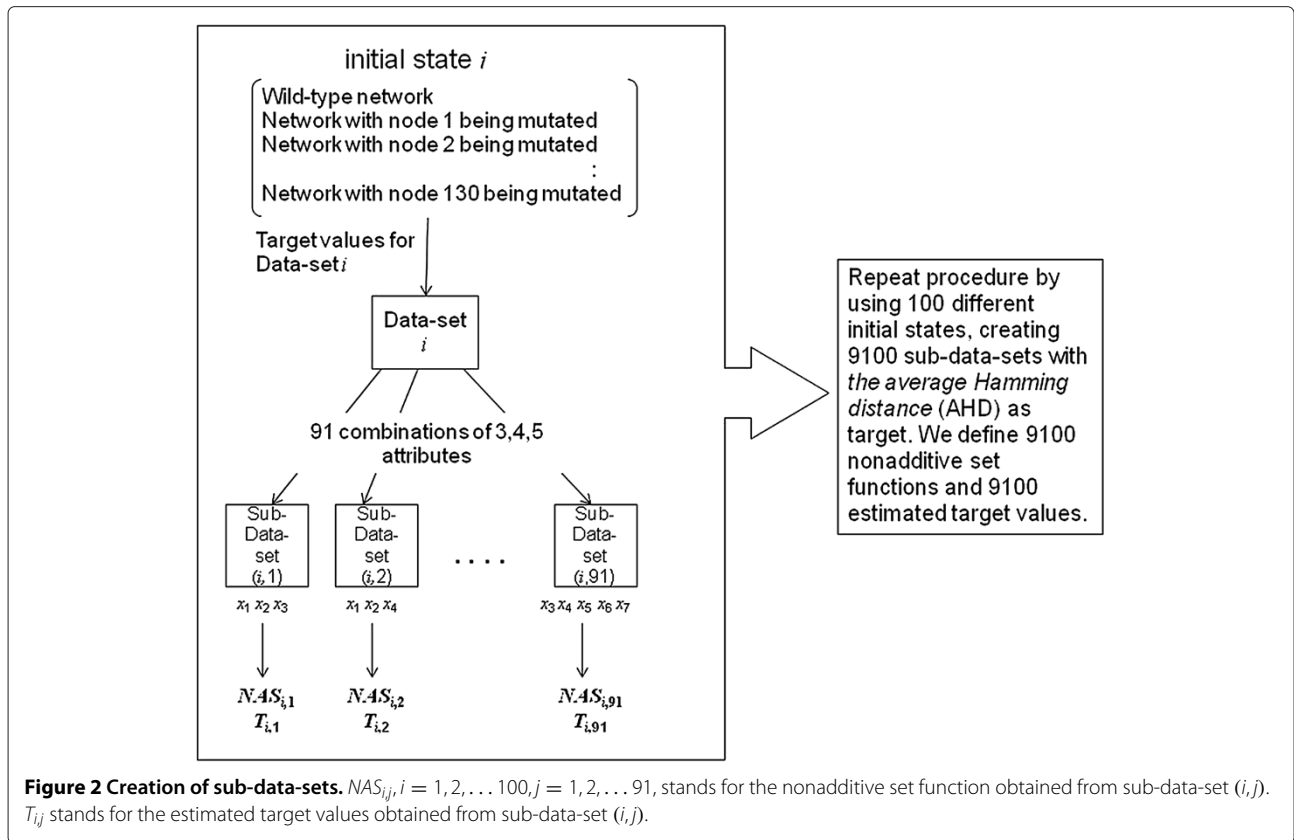 initial state i
Wild-type network
Network with node 1 being mutated
Network with node 2 being mutated
:
Network with node 130 being mutated
Target values for
Data-set i
Data-set
i
91 combinations of 3,4,5
attributes
Sub-
Data-
set
(i,1)
Sub-
Data-
set
(i,2)
. . . .
Sub-
Data-
set
(i,91)
x1 x2 x3
x1 x2 x4
x3 x4 x5 x6 x7
NASi,1
Ti,1
NASi,2
Ti,2
NASi,91
Ti,91
Repeat procedure by
using 100 different
initial states, creating
9100 sub-data-sets with
the average Hamming
distance (AHD) as
target. We define 9100
nonadditive set
functions and 9100
estimated target values.
Figure 2 Creation of sub-data-sets. NASi,j, i = 1, 2, . . . 100, j = 1, 2, . . . 91, stands for the nonadditive set function obtained from sub-data-set (i, j).
Ti,j stands for the estimated target values obtained from sub-data-set (i, j).